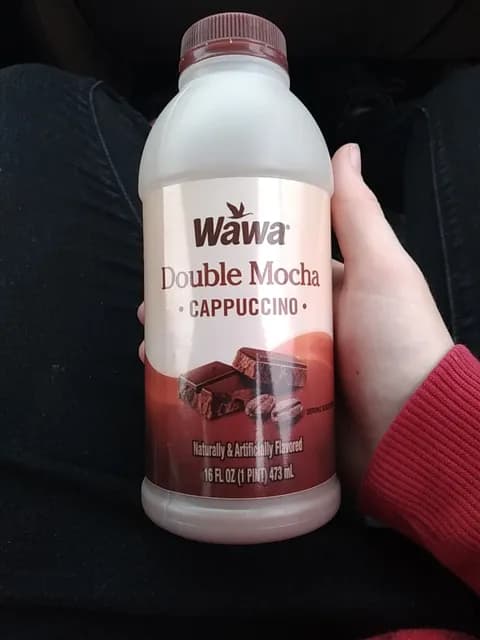 Wawa
Double Mocha
• CAPPUCCINO •
Naturally & Artificially Flavored
16 FL OZ (1 PINT) 473 mL